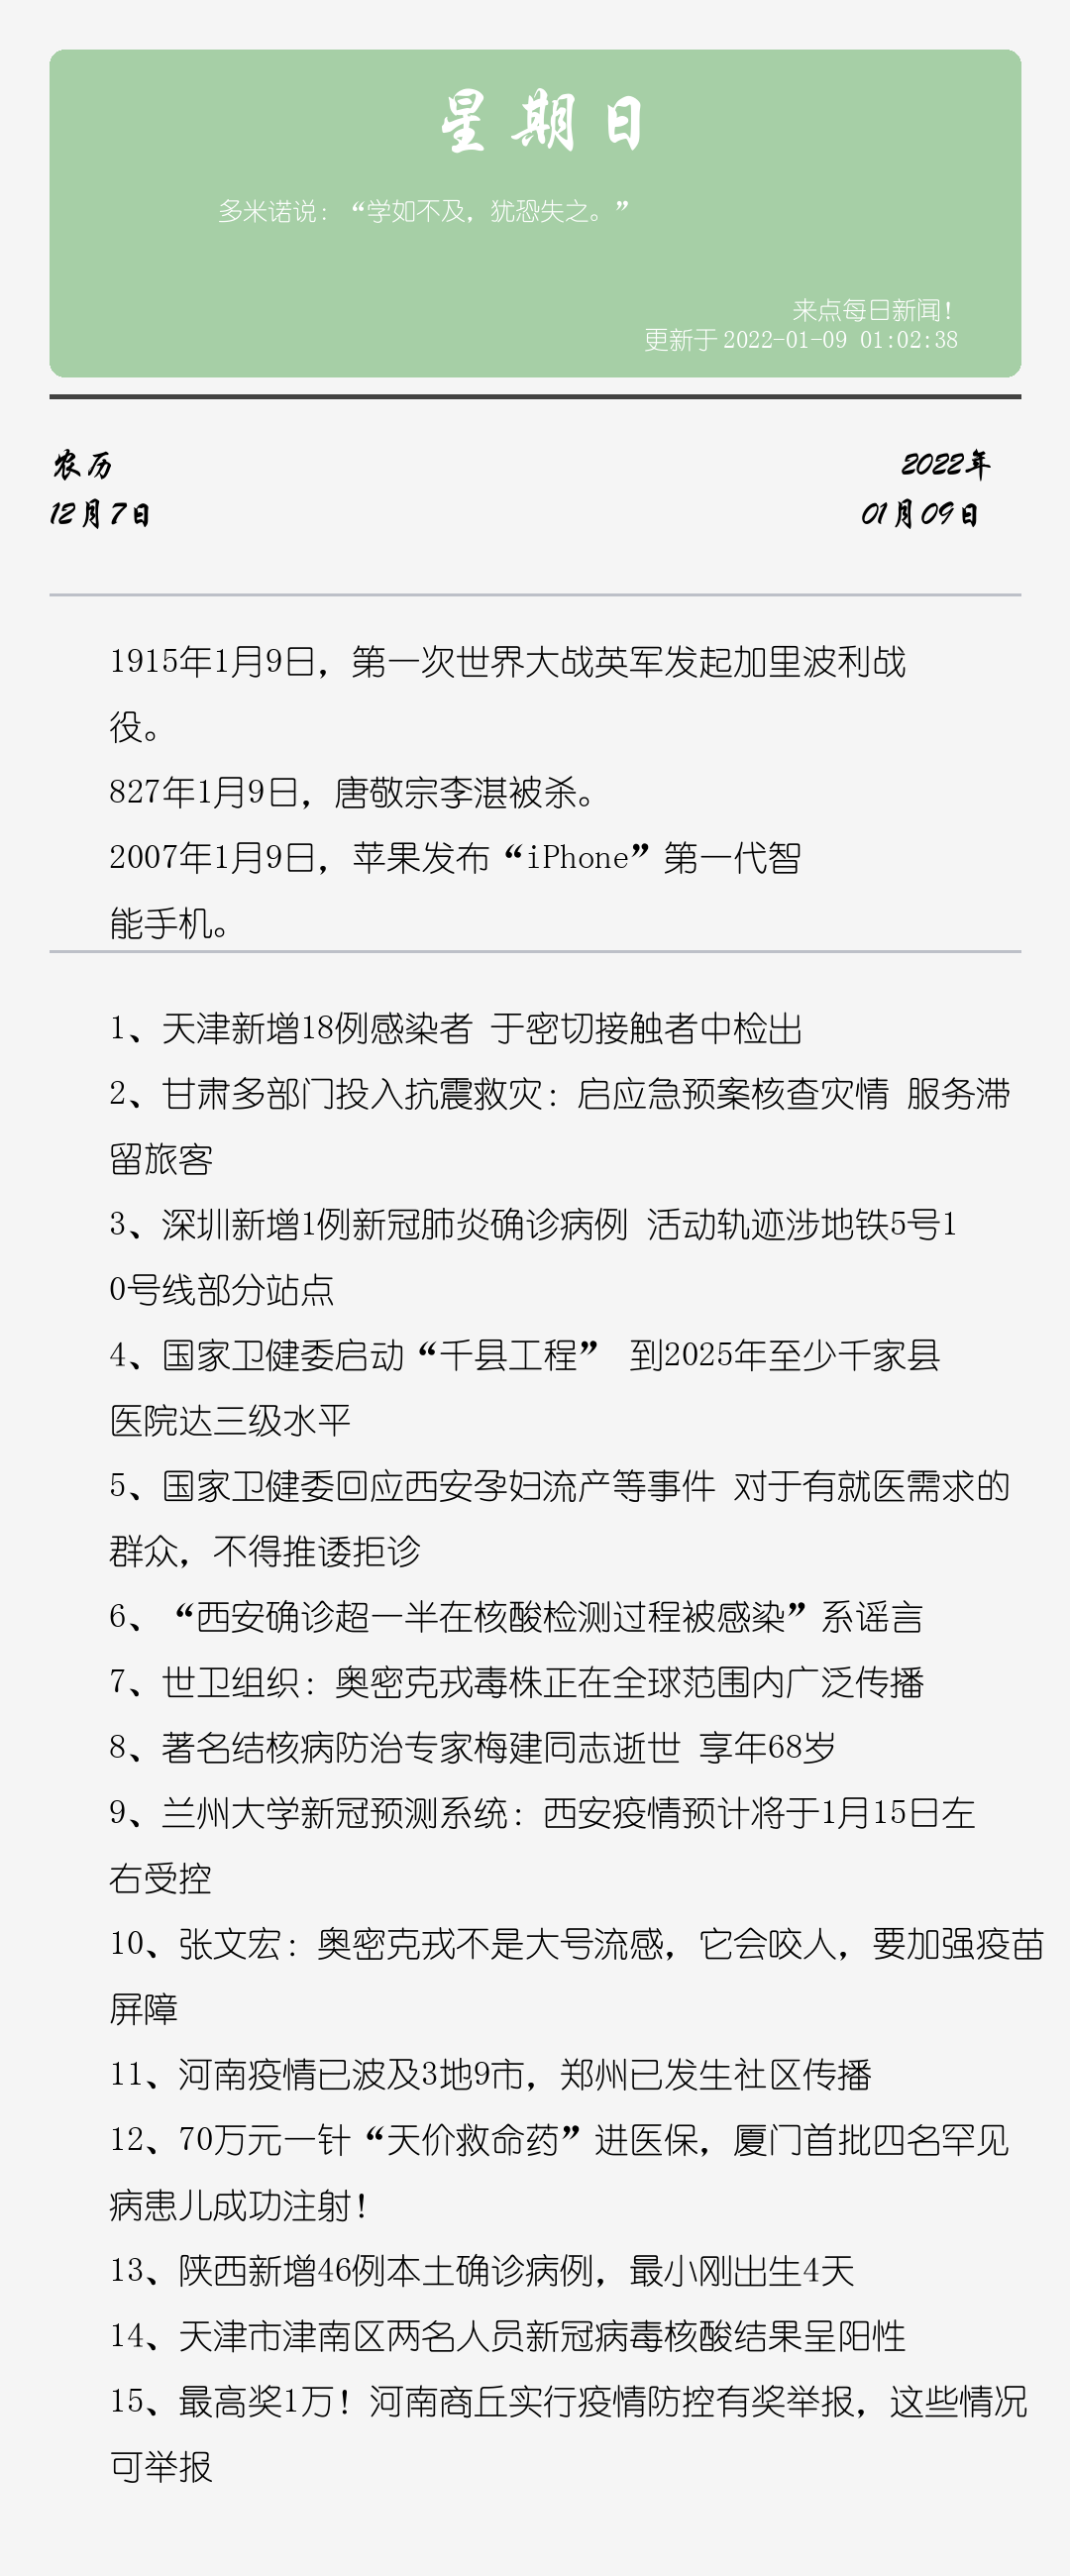 星期日
多米诺说：“学如不及，犹恐失之。”
来点每日新闻！
更新于2022-01-09 01:02:38
农历
12月7日
2022年
01月09日
1915年1月9日，第一次世界大战英军发起加里波利战
役。
827年1月9日，唐敬宗李湛被杀。
2007年1月9日，苹果发布“iPhone”第一代智
能手机。
1、天津新增18例感染者 于密切接触者中检出
2、甘肃多部门投入抗震救灾：启应急预案核查灾情 服务滞
留旅客
3、深圳新增1例新冠肺炎确诊病例 活动轨迹涉地铁5号1
0号线部分站点
4、国家卫健委启动“千县工程” 到2025年至少千家县
医院达三级水平
5、国家卫健委回应西安孕妇流产等事件 对于有就医需求的
群众，不得推诿拒诊
6、“西安确诊超一半在核酸检测过程被感染”系谣言
7、世卫组织：奥密克戎毒株正在全球范围内广泛传播
8、著名结核病防治专家梅建同志逝世 享年68岁
9、兰州大学新冠预测系统：西安疫情预计将于1月15日左
右受控
10、张文宏：奥密克戎不是大号流感，它会咬人，要加强疫苗
屏障
11、河南疫情已波及3地9市，郑州已发生社区传播
12、70万元一针“天价救命药”进医保，厦门首批四名罕见
病患儿成功注射！
13、陕西新增46例本土确诊病例，最小刚出生4天
14、天津市津南区两名人员新冠病毒核酸结果呈阳性
15、最高奖1万！河南商丘实行疫情防控有奖举报，这些情况
可举报